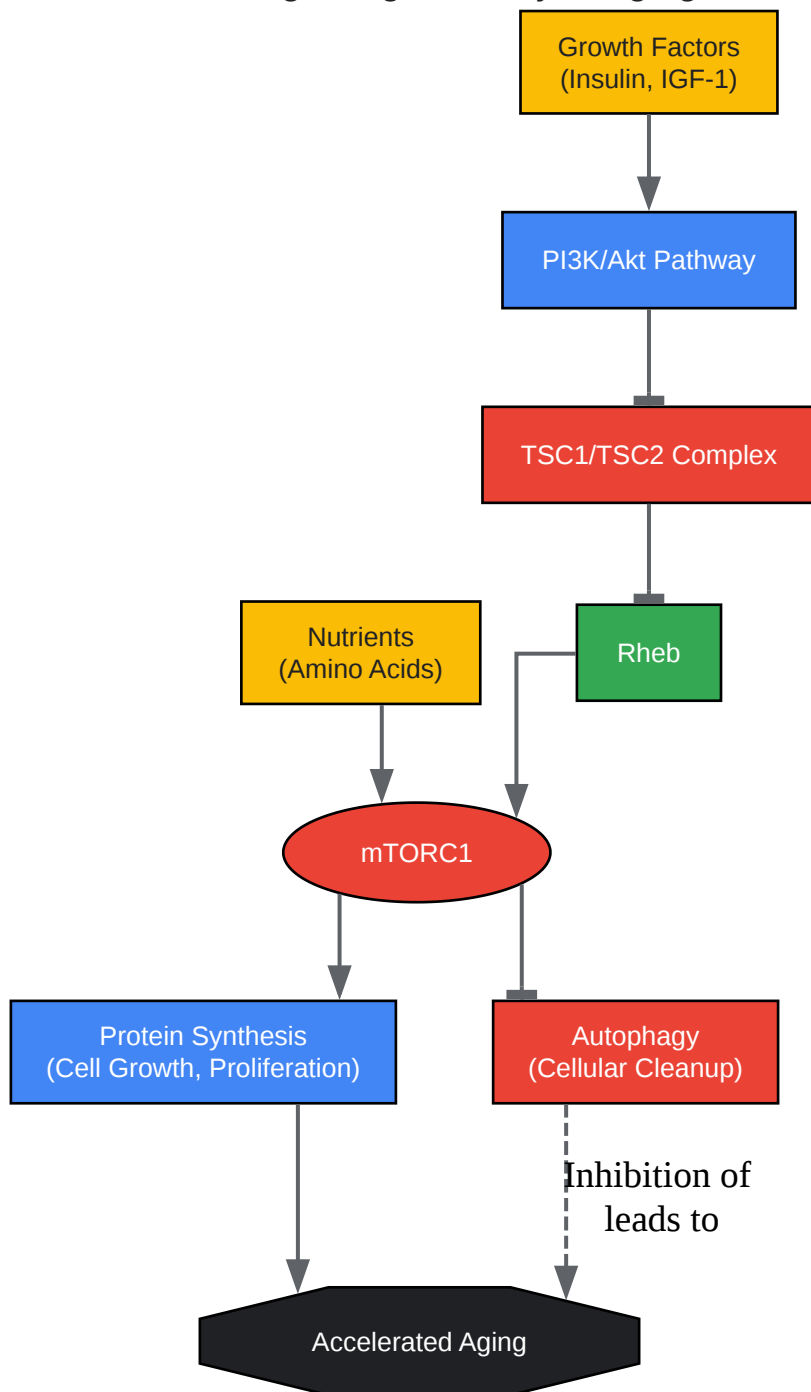 Growth Factors
(Insulin, IGF-1)
PI3K/Akt Pathway
TSC1/TSC2 Complex
Nutrients
(Amino Acids)
Rheb
mTORC1
Protein Synthesis
(Cell Growth, Proliferation)
Autophagy
(Cellular Cleanup)
Inhibition of
leads to
Accelerated Aging